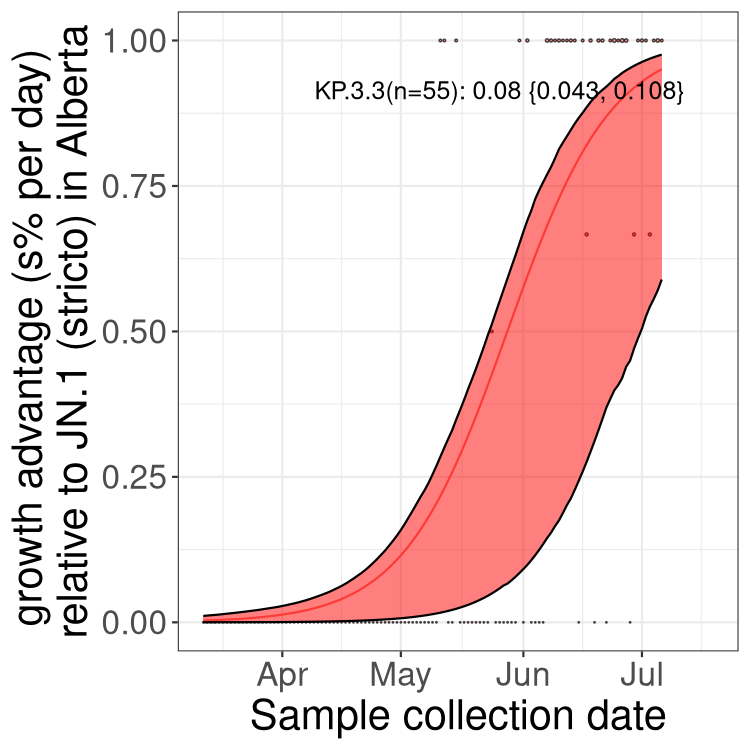 growth advantage (s% per day)
relative to JN.1 (stricto) in Alberta
1.00
0.75
0.50
0.25
0.00
KP.3.3(n=55): 0.08 {0.043, 0.108}
Apr May Jun Jul
Sample collection date